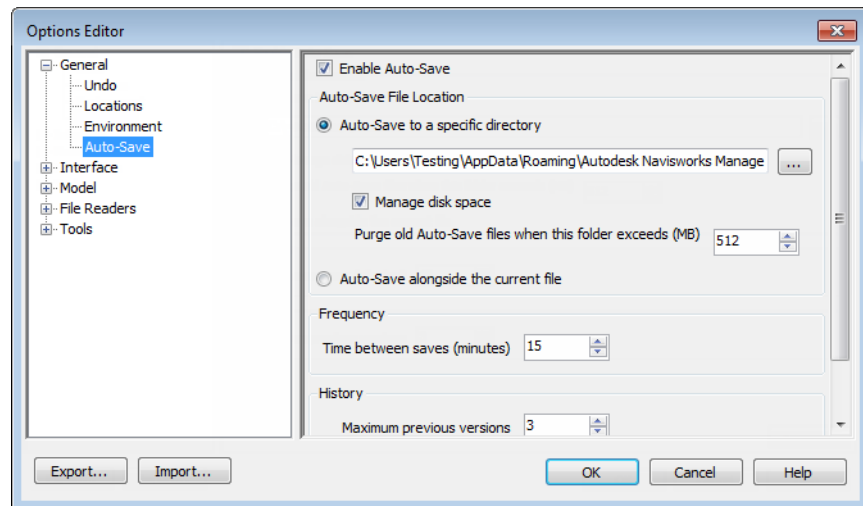 Options Editor
General
Undo
Locations
Environment
Auto-Save
Interface
Model
File Readers
Tools
Enable Auto-Save
Auto-Save File Location
Auto-Save to a specific directory
C:\Users\Testing\AppData\Roaming\Autodesk Navisworks Manage
...
Manage disk space
Purge old Auto-Save files when this folder exceeds (MB) 512
Auto-Save alongside the current file
Frequency
Time between saves (minutes) 15
History
Maximum previous versions 3
Export... Import... OK Cancel Help